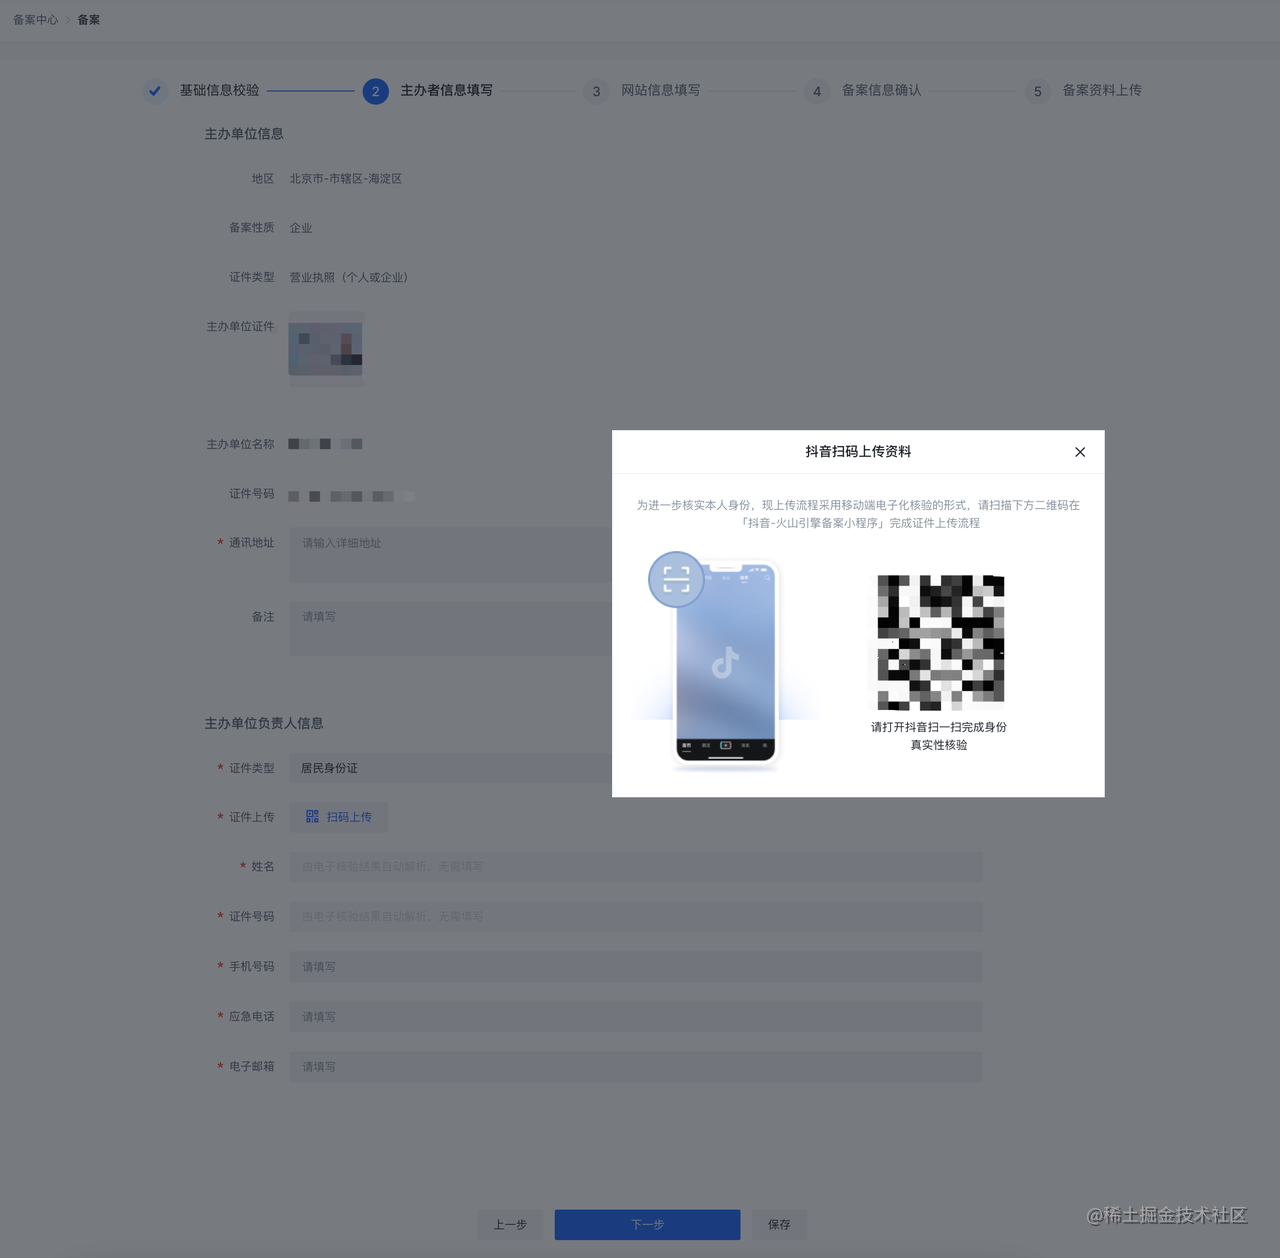 备案中心 > 备案
基础信息校验
2 主办者信息填写
3 网站信息填写
4 备案信息确认
5 备案资料上传
主办单位信息
地区 北京市-市辖区-海淀区
备案性质 企业
证件类型 营业执照（个人或企业）
主办单位证件
主办单位名称
证件号码
* 通讯地址 请输入详细地址
备注 请填写
主办单位负责人信息
* 证件类型 居民身份证
* 证件上传 扫码上传
* 姓名 由电子核验结果自动解析，无需填写
* 证件号码 由电子核验结果自动解析，无需填写
* 手机号码 请填写
* 应急电话 请填写
* 电子邮箱 请填写
上一步 下一步 保存
抖音扫码上传资料
为进一步核实本人身份，现上传流程采用移动端电子化核验的形式，请扫描下方二维码在
「抖音-火山引擎备案小程序」完成证件上传流程
请打开抖音扫一扫完成身份
真实性核验
@稀土掘金技术社区